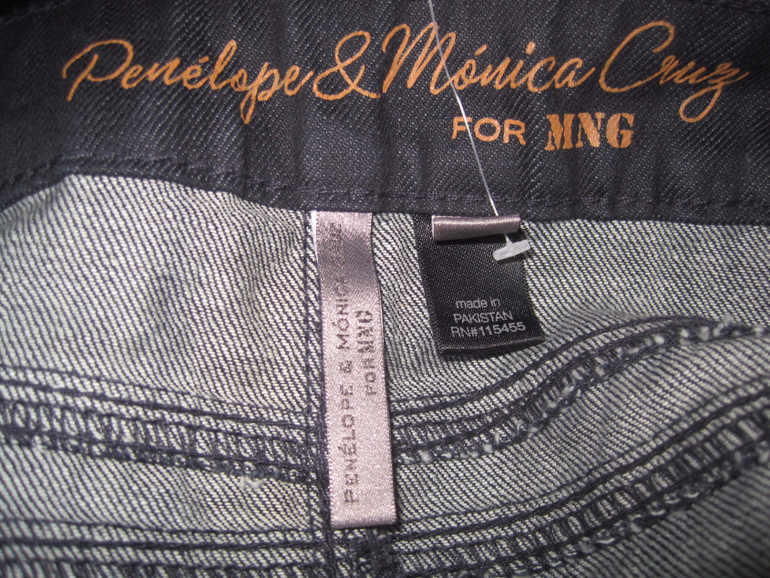 Penélope & Mónica Cruz
FOR MNG
PENÉLOPE & MÓNICA CRUZ
FOR MNG
made in
PAKISTAN
RN#115455